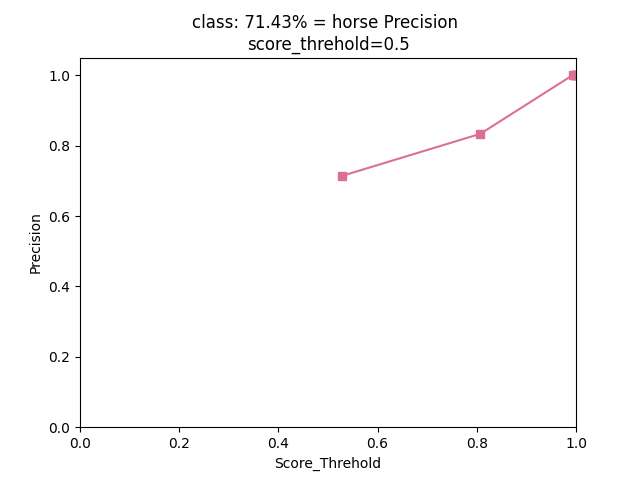 class: 71.43% = horse Precision
score_threhold=0.5
1.0
0.8
0.6
0.4
0.2
0.0
Precision
0.0 0.2 0.4 0.6 0.8 1.0
Score_Threhold